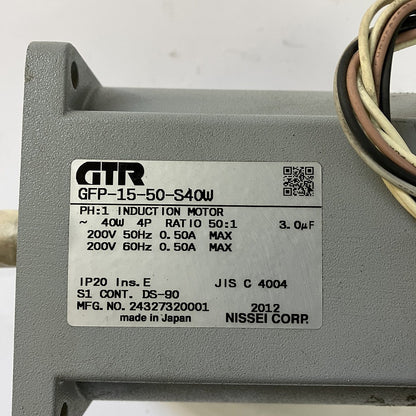 GTR
GFP-15-50-S40W
PH:1 INDUCTION MOTOR
~ 40W 4P RATIO 50:1 3.0μF
200V 50Hz 0.50A MAX
200V 60Hz 0.50A MAX
IP20 Ins.E JIS C 4004
S1 CONT. DS-90
MFG.NO.24327320001 2012
made in Japan NISSEI CORP.